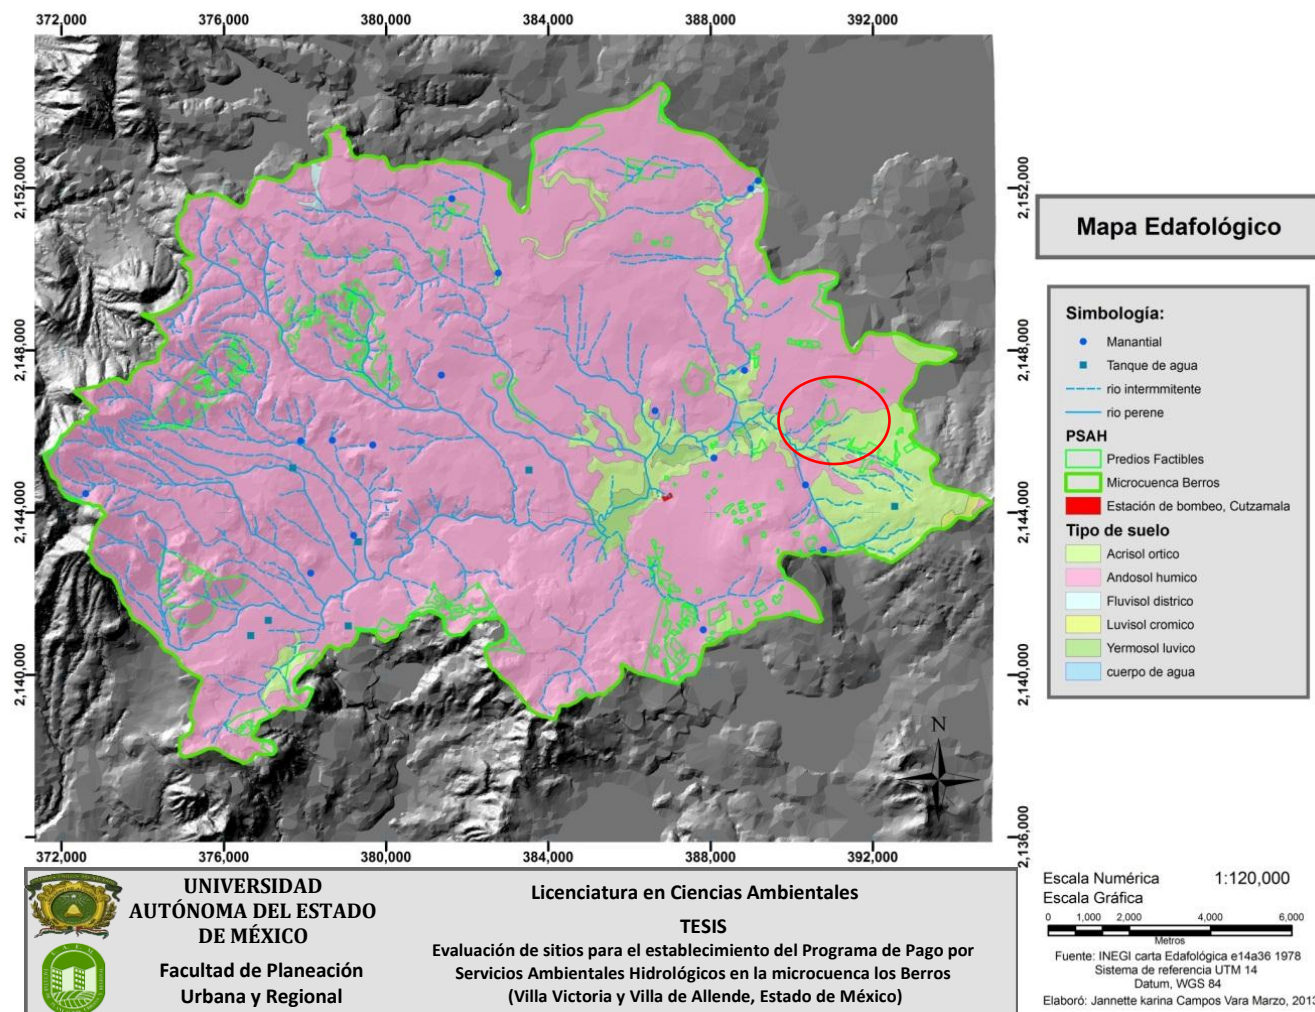 372,000 376,000 380,000 384,000 388,000 392,000
2,152,000
2,148,000
2,144,000
2,140,000
2,152,000
2,148,000
2,144,000
2,140,000
2,136,000
N
372,000 376,000 380,000 384,000 388,000 392,000
Mapa Edafológico
Simbología:
Manantial
Tanque de agua
rio intermmitente
rio perene
PSAH
Predios Factibles
Microcuenca Berros
Estación de bombeo, Cutzamala
Tipo de suelo
Acrisol ortico
Andosol humico
Fluvisol districo
Luvisol cromico
Yermosol luvico
cuerpo de agua
UNIVERSIDAD
AUTÓNOMA DEL ESTADO
DE MÉXICO
Facultad de Planeación
Urbana y Regional
Licenciatura en Ciencias Ambientales
TESIS
Evaluación de sitios para el establecimiento del Programa de Pago por
Servicios Ambientales Hidrológicos en la microcuenca los Berros
(Villa Victoria y Villa de Allende, Estado de México)
Escala Numérica 1:120,000
Escala Gráfica
0 1,000 2,000 4,000 6,000
Metros
Fuente: INEGI carta Edafológica e14a36 1978
Sistema de referencia UTM 14
Datum, WGS 84
Elaboró: Jannette karina Campos Vara Marzo, 2013